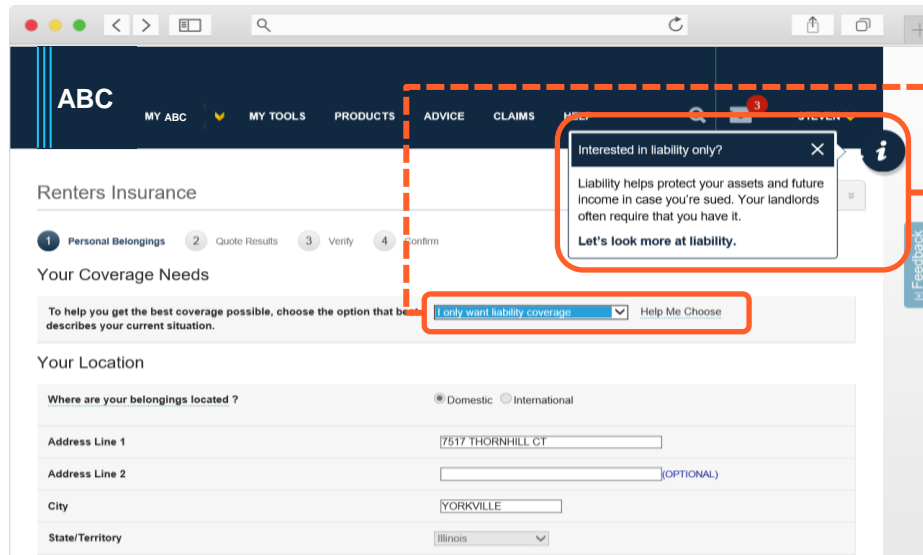 ABC
MY ABC
MY TOOLS
PRODUCTS
ADVICE
CLAIMS
HELP
3
STEVEN
Interested in liability only?
i
Liability helps protect your assets and future
income in case you're sued. Your landlords
often require that you have it.
Let's look more at liability.
Renters Insurance
1 Personal Belongings 2 Quote Results 3 Verify 4 Confirm
Feedback
Your Coverage Needs
To help you get the best coverage possible, choose the option that best
describes your current situation.
I only want liability coverage
Help Me Choose
Your Location
Where are your belongings located ?
Domestic International
Address Line 1
7517 THORNHILL CT
Address Line 2
(OPTIONAL)
City
YORKVILLE
State/Territory
Illinois